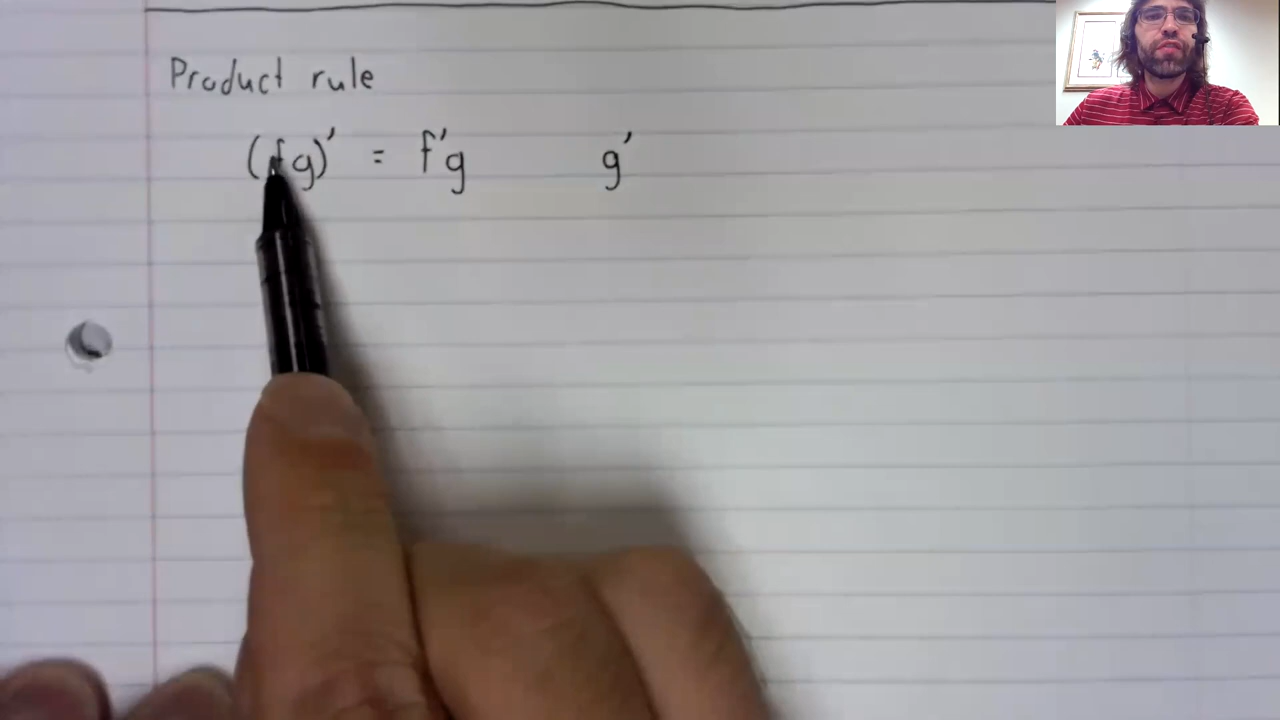 Product rule
(fg)' = f'g g'